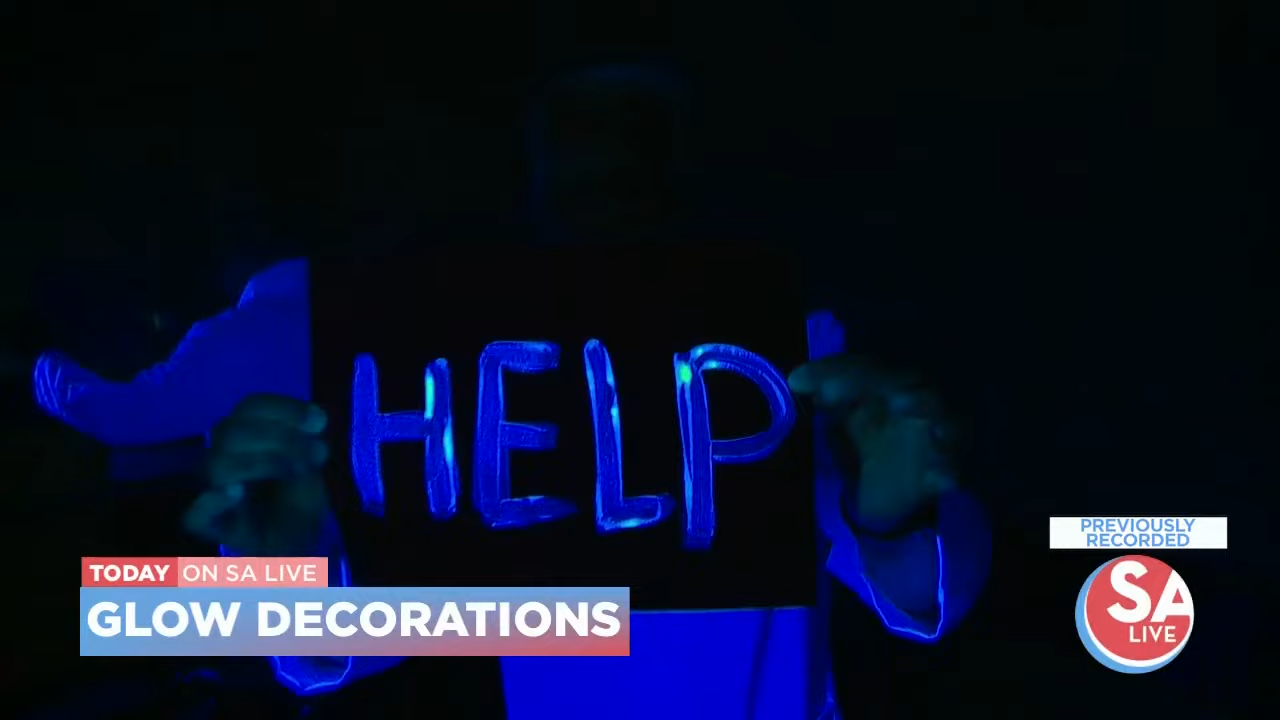 HELP
PREVIOUSLY
RECORDED
TODAY ON SA LIVE
GLOW DECORATIONS
SA
LIVE